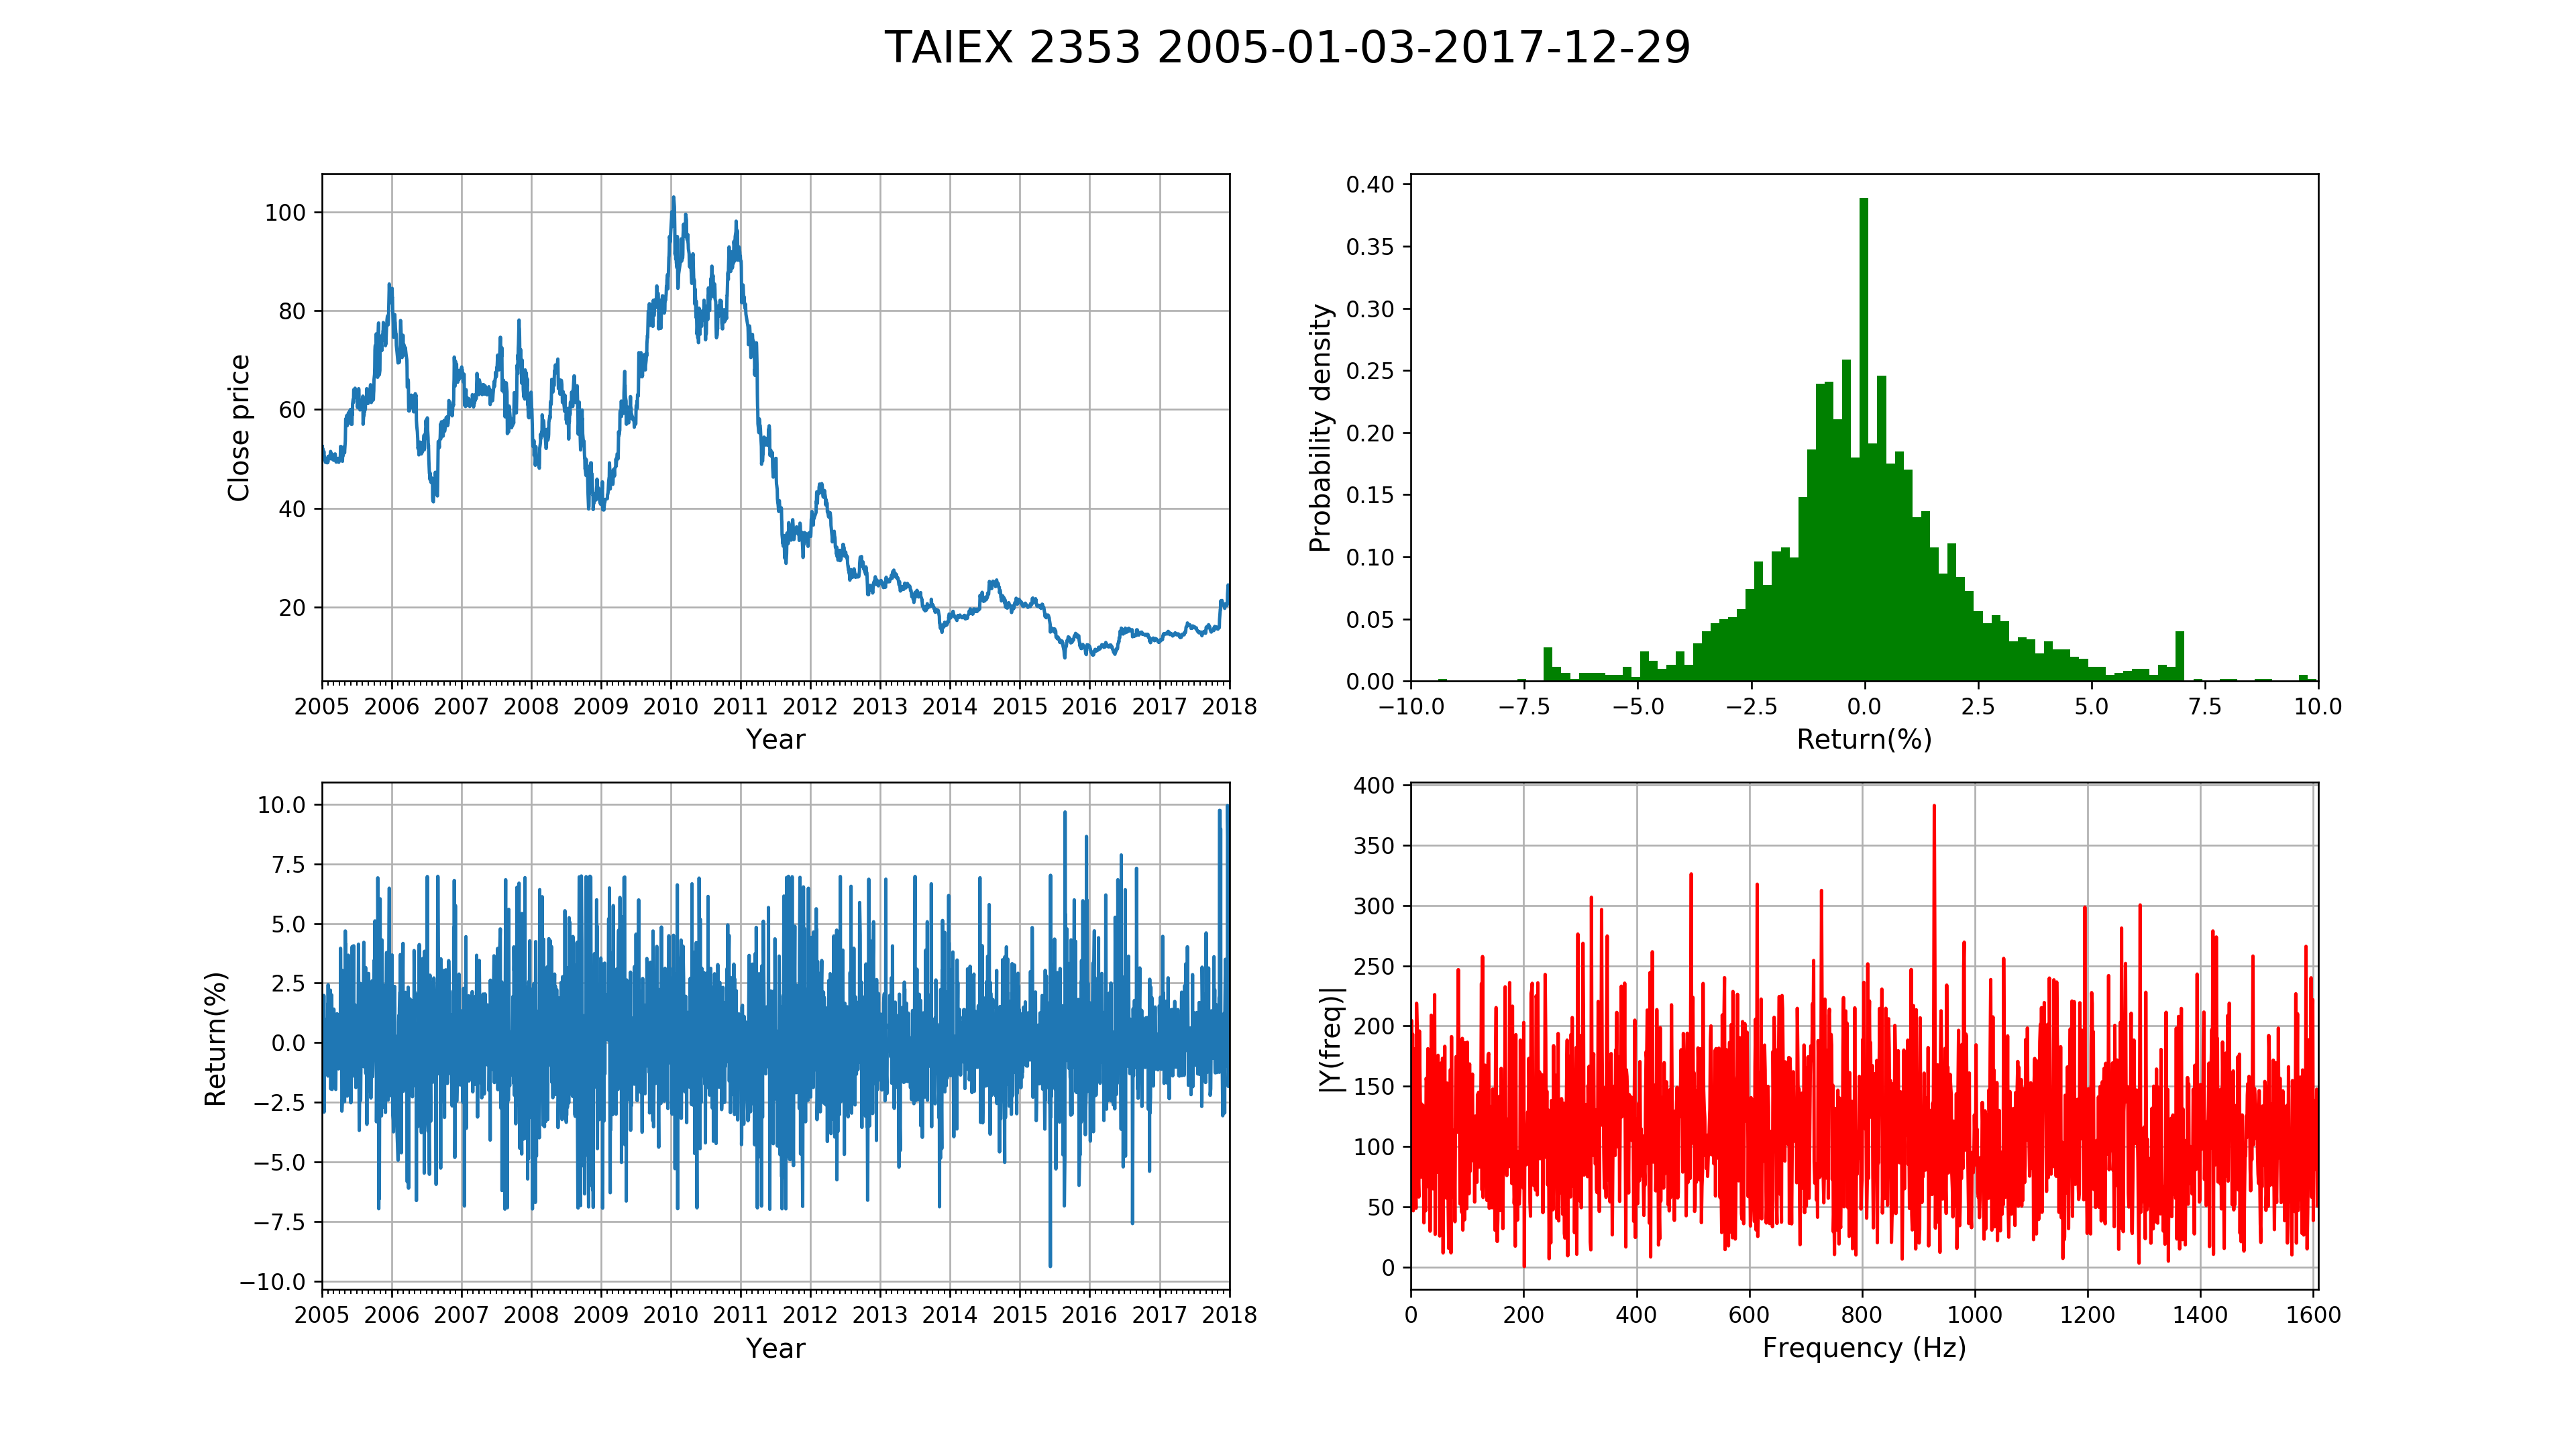 TAIEX 2353 2005-01-03-2017-12-29
Close price
100
80
60
40
20
2005 2006 2007 2008 2009 2010 2011 2012 2013 2014 2015 2016 2017 2018
Year
Probability density
0.40
0.35
0.30
0.25
0.20
0.15
0.10
0.05
0.00
−10.0 −7.5 −5.0 −2.5 0.0 2.5 5.0 7.5 10.0
Return(%)
Return(%)
10.0
7.5
5.0
2.5
0.0
−2.5
−5.0
−7.5
−10.0
2005 2006 2007 2008 2009 2010 2011 2012 2013 2014 2015 2016 2017 2018
Year
|Y(freq)|
400
350
300
250
200
150
100
50
0
0 200 400 600 800 1000 1200 1400 1600
Frequency (Hz)